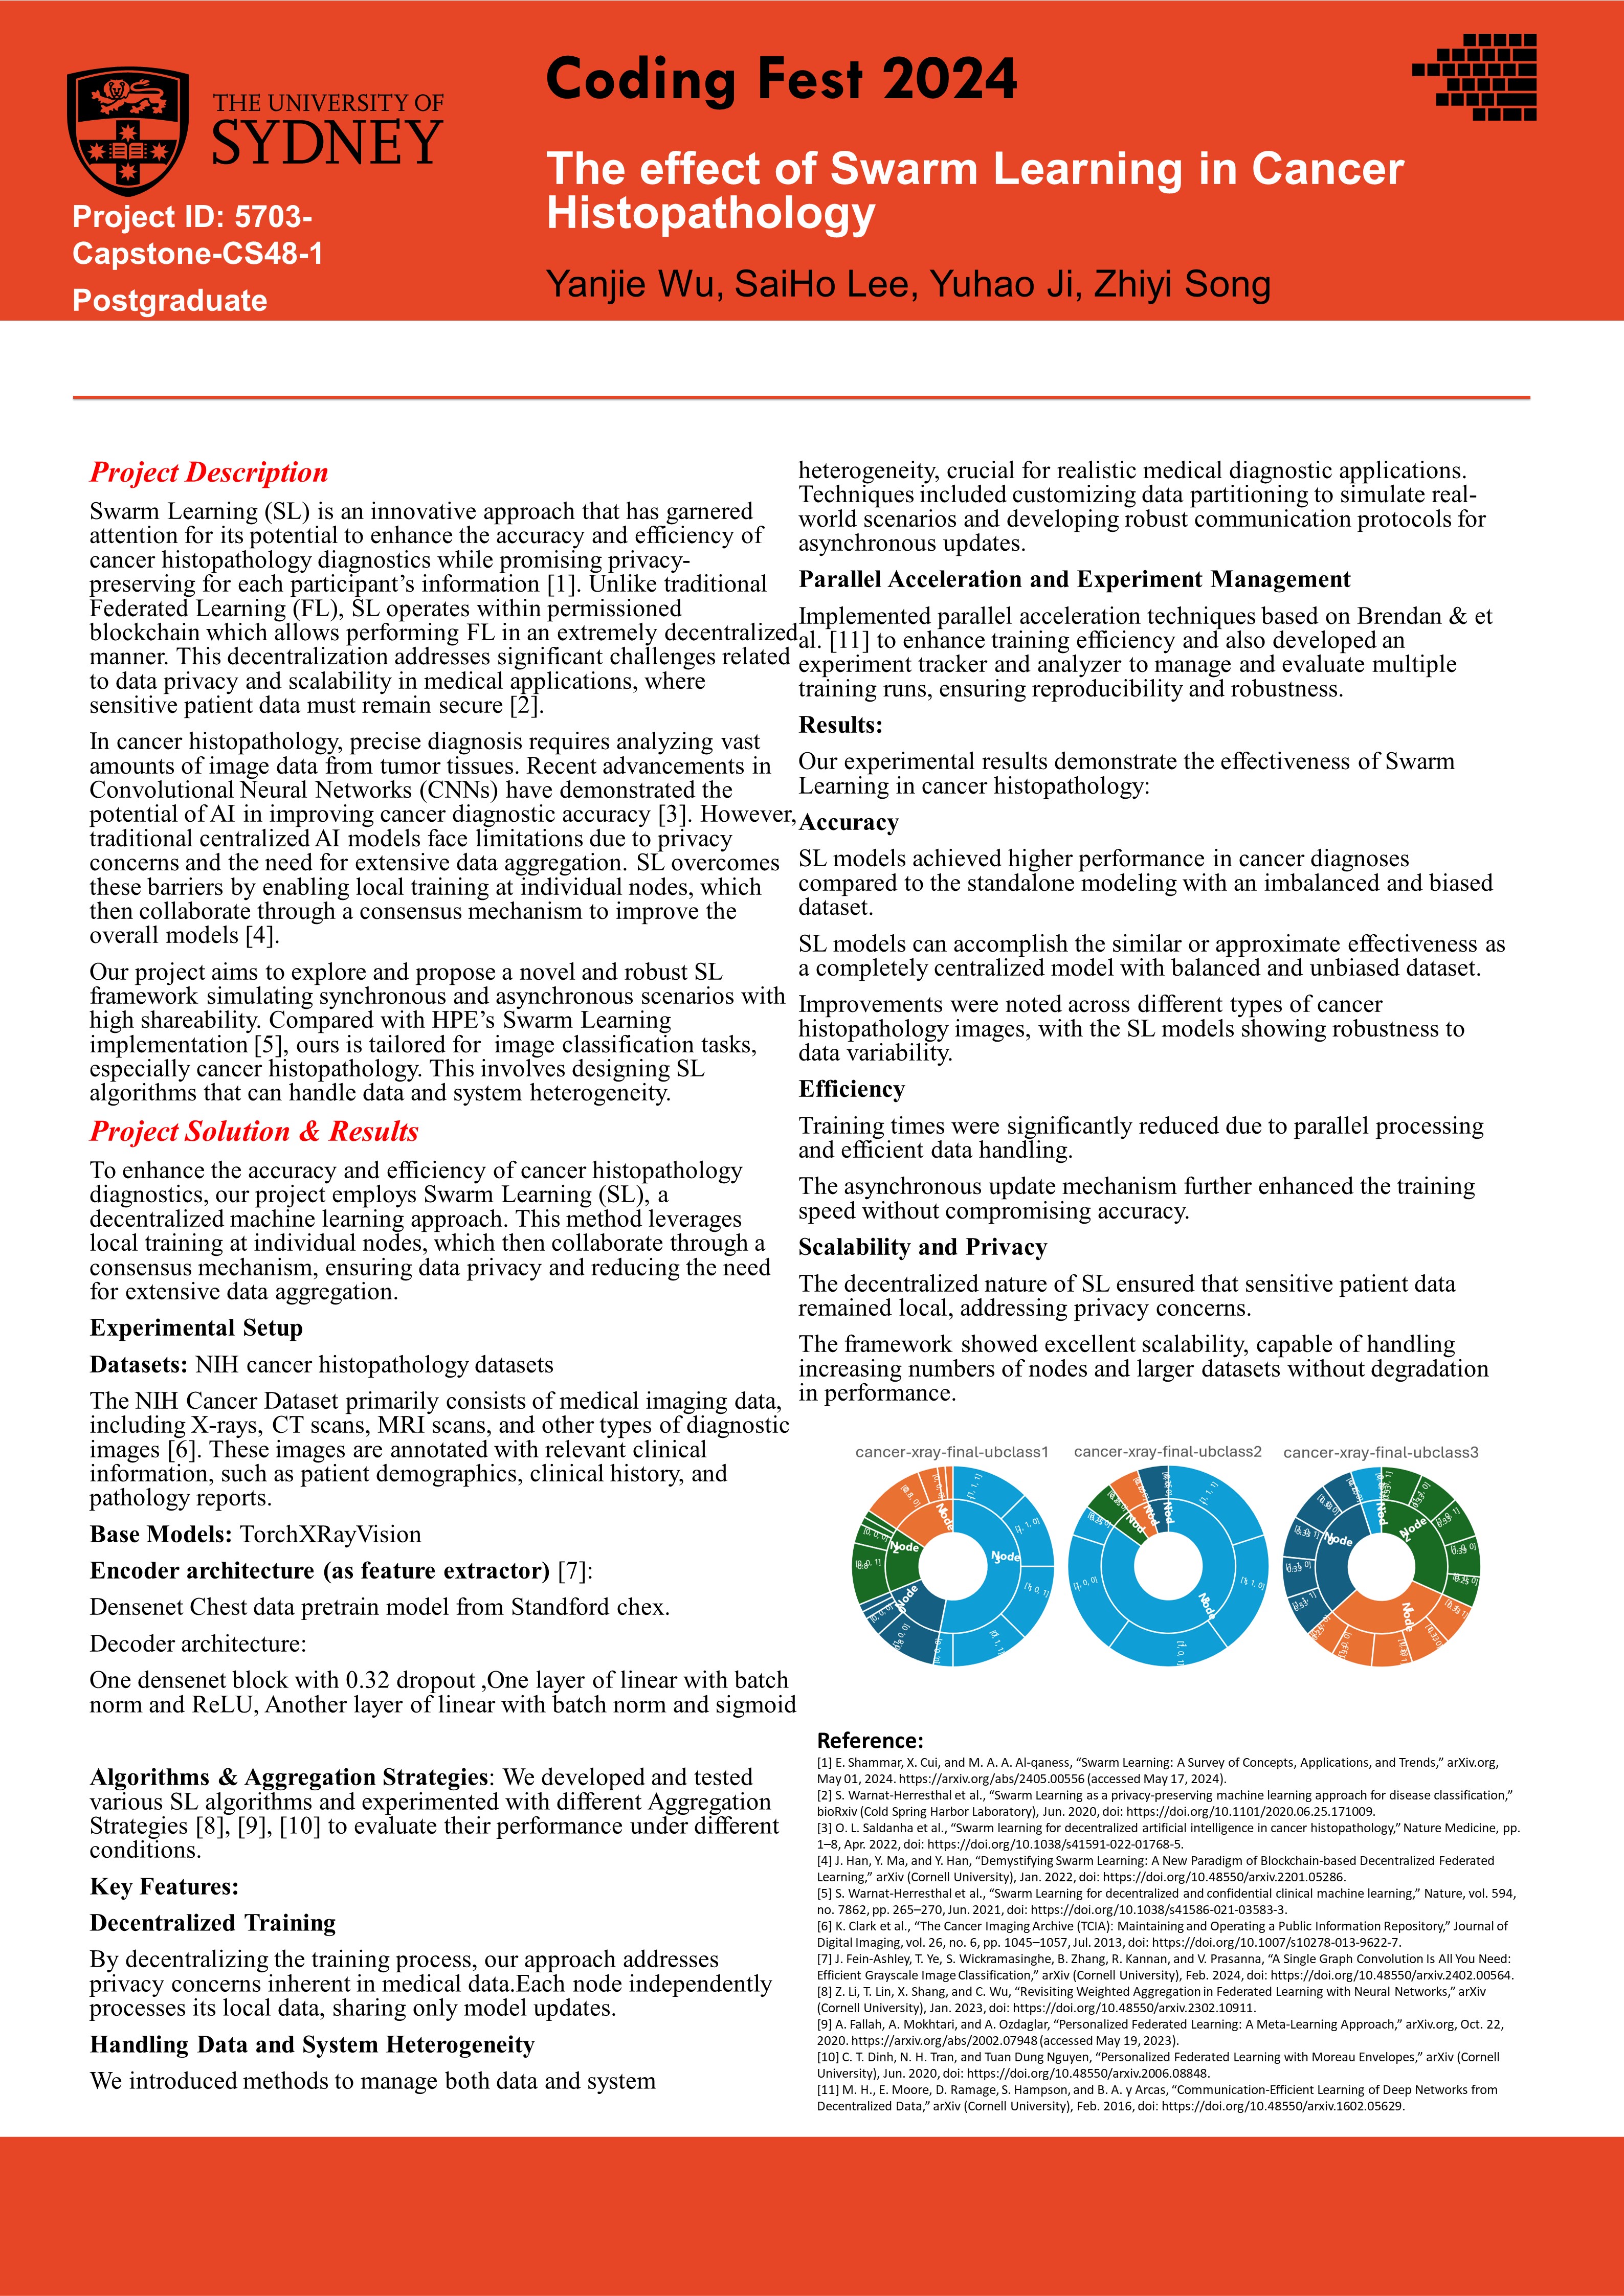 THE UNIVERSITY OF
SYDNEY
Project ID: 5703-
Capstone-CS48-1
Postgraduate
Coding Fest 2024
The effect of Swarm Learning in Cancer
Histopathology
Yanjie Wu, SaiHo Lee, Yuhao Ji, Zhiyi Song
Project Description
Swarm Learning (SL) is an innovative approach that has garnered
attention for its potential to enhance the accuracy and efficiency of
cancer histopathology diagnostics while promising privacy-
preserving for each participant’s information [1]. Unlike traditional
Federated Learning (FL), SL operates within permissioned
blockchain which allows performing FL in an extremely decentralized
manner. This decentralization addresses significant challenges related
to data privacy and scalability in medical applications, where
sensitive patient data must remain secure [2].
In cancer histopathology, precise diagnosis requires analyzing vast
amounts of image data from tumor tissues. Recent advancements in
Convolutional Neural Networks (CNNs) have demonstrated the
potential of AI in improving cancer diagnostic accuracy [3]. However,
traditional centralized AI models face limitations due to privacy
concerns and the need for extensive data aggregation. SL overcomes
these barriers by enabling local training at individual nodes, which
then collaborate through a consensus mechanism to improve the
overall models [4].
Our project aims to explore and propose a novel and robust SL
framework simulating synchronous and asynchronous scenarios with
high shareability. Compared with HPE’s Swarm Learning
implementation [5], ours is tailored for  image classification tasks,
especially cancer histopathology. This involves designing SL
algorithms that can handle data and system heterogeneity.
Project Solution & Results
To enhance the accuracy and efficiency of cancer histopathology
diagnostics, our project employs Swarm Learning (SL), a
decentralized machine learning approach. This method leverages
local training at individual nodes, which then collaborate through a
consensus mechanism, ensuring data privacy and reducing the need
for extensive data aggregation.
Experimental Setup
Datasets: NIH cancer histopathology datasets
The NIH Cancer Dataset primarily consists of medical imaging data,
including X-rays, CT scans, MRI scans, and other types of diagnostic
images [6]. These images are annotated with relevant clinical
information, such as patient demographics, clinical history, and
pathology reports.
Base Models: TorchXRayVision
Encoder architecture (as feature extractor) [7]:
Densenet Chest data pretrain model from Standford chex.
Decoder architecture:
One densenet block with 0.32 dropout ,One layer of linear with batch
norm and ReLU, Another layer of linear with batch norm and sigmoid
Algorithms & Aggregation Strategies: We developed and tested
various SL algorithms and experimented with different Aggregation
Strategies [8], [9], [10] to evaluate their performance under different
conditions.
Key Features:
Decentralized Training
By decentralizing the training process, our approach addresses
privacy concerns inherent in medical data.Each node independently
processes its local data, sharing only model updates.
Handling Data and System Heterogeneity
We introduced methods to manage both data and system
heterogeneity, crucial for realistic medical diagnostic applications.
Techniques included customizing data partitioning to simulate real-
world scenarios and developing robust communication protocols for
asynchronous updates.
Parallel Acceleration and Experiment Management
Implemented parallel acceleration techniques based on Brendan & et
al. [11] to enhance training efficiency and also developed an
experiment tracker and analyzer to manage and evaluate multiple
training runs, ensuring reproducibility and robustness.
Results:
Our experimental results demonstrate the effectiveness of Swarm
Learning in cancer histopathology:
Accuracy
SL models achieved higher performance in cancer diagnoses
compared to the standalone modeling with an imbalanced and biased
dataset.
SL models can accomplish the similar or approximate effectiveness as
a completely centralized model with balanced and unbiased dataset.
Improvements were noted across different types of cancer
histopathology images, with the SL models showing robustness to
data variability.
Efficiency
Training times were significantly reduced due to parallel processing
and efficient data handling.
The asynchronous update mechanism further enhanced the training
speed without compromising accuracy.
Scalability and Privacy
The decentralized nature of SL ensured that sensitive patient data
remained local, addressing privacy concerns.
The framework showed excellent scalability, capable of handling
increasing numbers of nodes and larger datasets without degradation
in performance.
cancer-xray-final-ubclass1
cancer-xray-final-ubclass2
cancer-xray-final-ubclass3
Node
Node
Node
Node
Node
Node
Node
Node
Reference:
[1] E. Shammar, X. Cui, and M. A. A. Al-qaness, “Swarm Learning: A Survey of Concepts, Applications, and Trends,” arXiv.org,
May 01, 2024. https://arxiv.org/abs/2405.00556 (accessed May 17, 2024).
[2] S. Warnat-Herresthal et al., “Swarm Learning as a privacy-preserving machine learning approach for disease classification,”
bioRxiv (Cold Spring Harbor Laboratory), Jun. 2020, doi: https://doi.org/10.1101/2020.06.25.171009.
[3] O. L. Saldanha et al., “Swarm learning for decentralized artificial intelligence in cancer histopathology,” Nature Medicine, pp.
1–8, Apr. 2022, doi: https://doi.org/10.1038/s41591-022-01768-5.
[4] J. Han, Y. Ma, and Y. Han, “Demystifying Swarm Learning: A New Paradigm of Blockchain-based Decentralized Federated
Learning,” arXiv (Cornell University), Jan. 2022, doi: https://doi.org/10.48550/arxiv.2201.05286.
[5] S. Warnat-Herresthal et al., “Swarm Learning for decentralized and confidential clinical machine learning,” Nature, vol. 594,
no. 7862, pp. 265–270, Jun. 2021, doi: https://doi.org/10.1038/s41586-021-03583-3.
[6] K. Clark et al., “The Cancer Imaging Archive (TCIA): Maintaining and Operating a Public Information Repository,” Journal of
Digital Imaging, vol. 26, no. 6, pp. 1045–1057, Jul. 2013, doi: https://doi.org/10.1007/s10278-013-9622-7.
[7] J. Fein-Ashley, T. Ye, S. Wickramasinghe, B. Zhang, R. Kannan, and V. Prasanna, “A Single Graph Convolution Is All You Need:
Efficient Grayscale Image Classification,” arXiv (Cornell University), Feb. 2024, doi: https://doi.org/10.48550/arxiv.2402.00564.
[8] Z. Li, T. Lin, X. Shang, and C. Wu, “Revisiting Weighted Aggregation in Federated Learning with Neural Networks,” arXiv
(Cornell University), Jan. 2023, doi: https://doi.org/10.48550/arxiv.2302.10911.
[9] A. Fallah, A. Mokhtari, and A. Ozdaglar, “Personalized Federated Learning: A Meta-Learning Approach,” arXiv.org, Oct. 22,
2020. https://arxiv.org/abs/2002.07948 (accessed May 19, 2023).
[10] C. T. Dinh, N. H. Tran, and Tuan Dung Nguyen, “Personalized Federated Learning with Moreau Envelopes,” arXiv (Cornell
University), Jun. 2020, doi: https://doi.org/10.48550/arxiv.2006.08848.
[11] M. H., E. Moore, D. Ramage, S. Hampson, and B. A. y Arcas, “Communication-Efficient Learning of Deep Networks from
Decentralized Data,” arXiv (Cornell University), Feb. 2016, doi: https://doi.org/10.48550/arxiv.1602.05629.